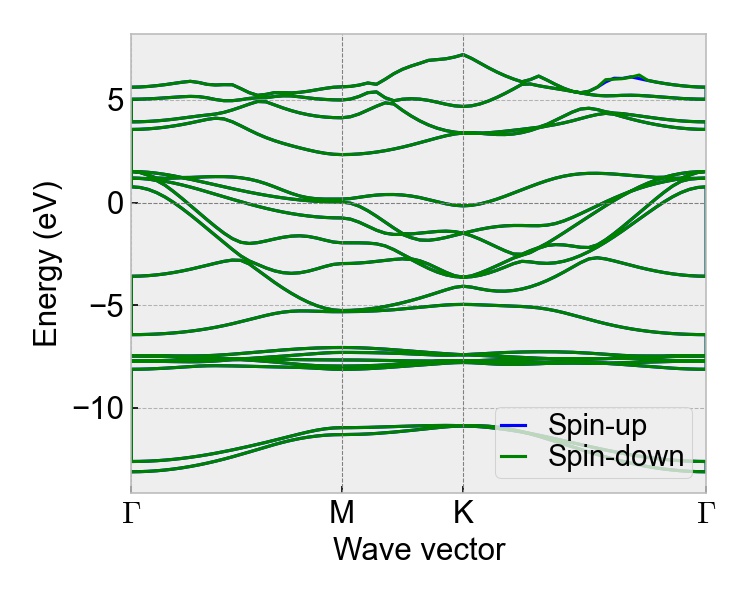 5
0
−5
−10
Energy (eV)
Spin-up
Spin-down
Γ M K Γ
Wave vector